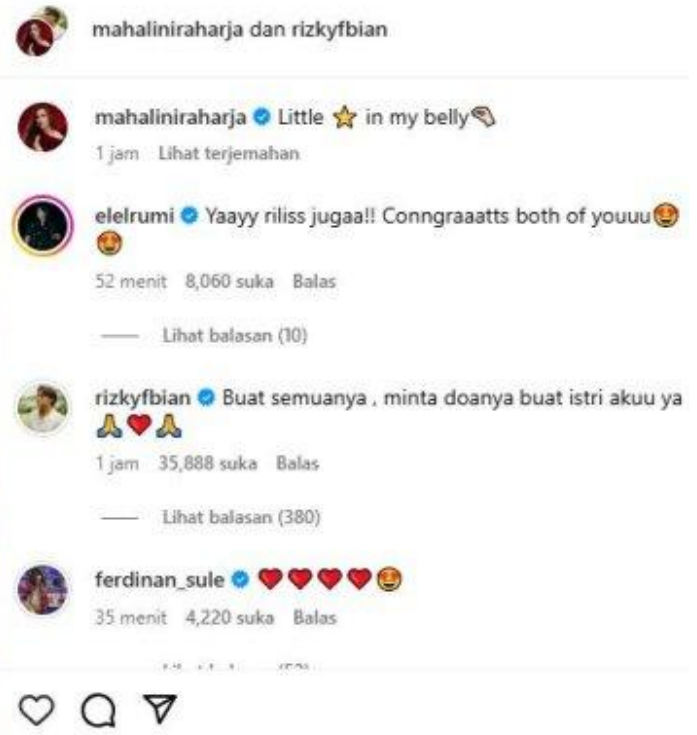 mahaliniraharja dan rizkyfbian
mahaliniraharja Little ⭐ in my belly
1 jam Lihat terjemahan
elelrumi Yaayy riliss jugaa!! Conngraaatts both of youuu🤩
🤩
52 menit 8,060 suka Balas
Lihat balasan (10)
rizkyfbian Buat semuanya , minta doanya buat istri akuu ya
🙏❤️🙏
1 jam 35,888 suka Balas
Lihat balasan (380)
ferdinan_sule ❤️❤️❤️❤️🤩
35 menit 4,220 suka Balas